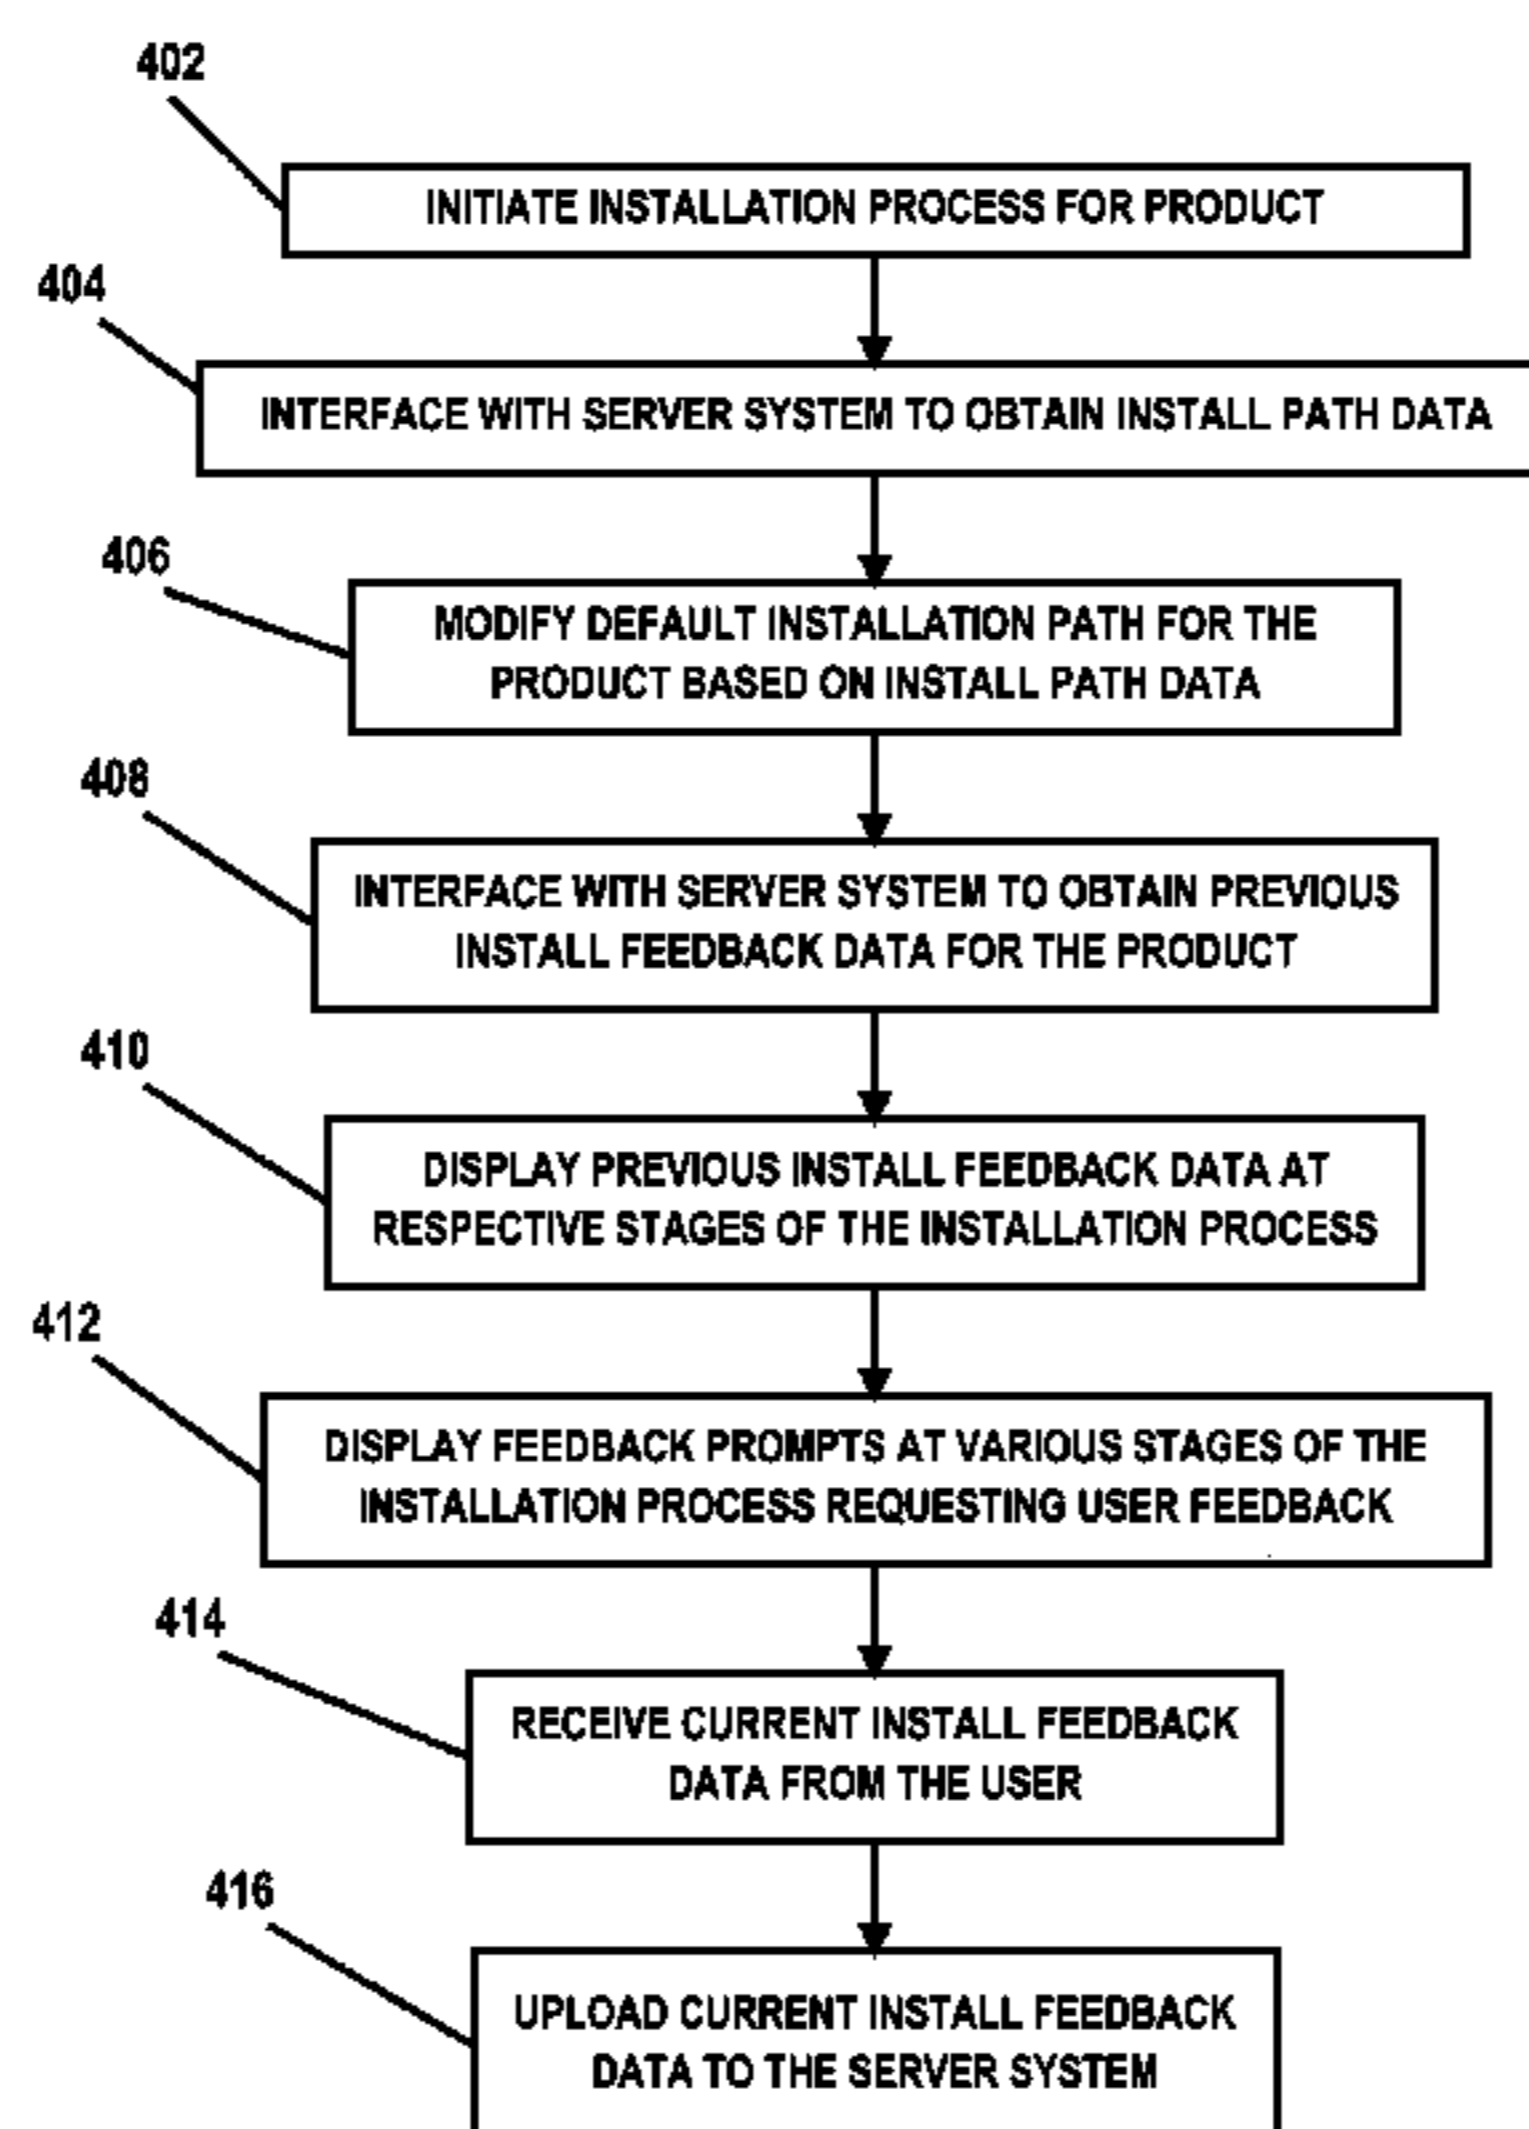 402
INITIATE INSTALLATION PROCESS FOR PRODUCT
404
INTERFACE WITH SERVER SYSTEM TO OBTAIN INSTALL PATH DATA
406
MODIFY DEFAULT INSTALLATION PATH FOR THE
PRODUCT BASED ON INSTALL PATH DATA
408
INTERFACE WITH SERVER SYSTEM TO OBTAIN PREVIOUS
INSTALL FEEDBACK DATA FOR THE PRODUCT
410
DISPLAY PREVIOUS INSTALL FEEDBACK DATA AT
RESPECTIVE STAGES OF THE INSTALLATION PROCESS
412
DISPLAY FEEDBACK PROMPTS AT VARIOUS STAGES OF THE
INSTALLATION PROCESS REQUESTING USER FEEDBACK
414
RECEIVE CURRENT INSTALL FEEDBACK
DATA FROM THE USER
416
UPLOAD CURRENT INSTALL FEEDBACK
DATA TO THE SERVER SYSTEM